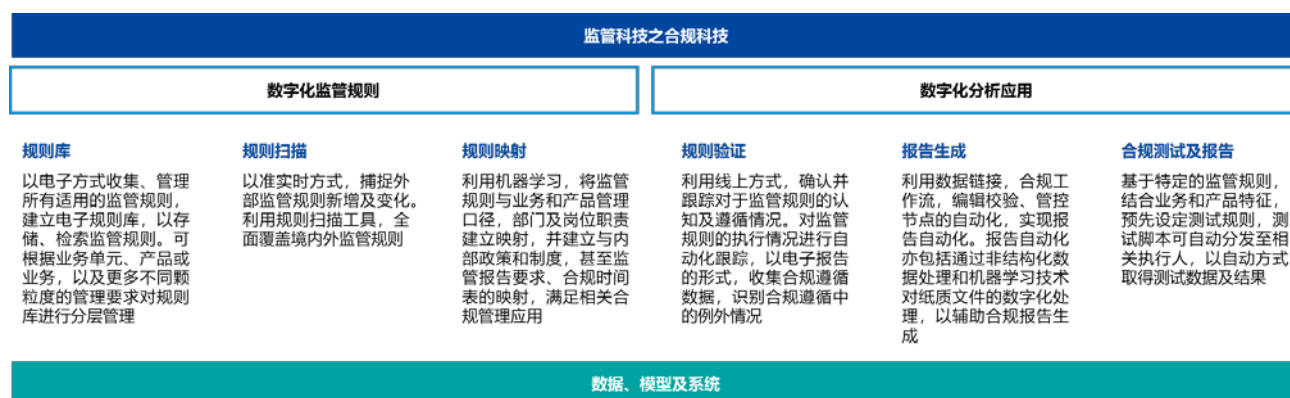 监管科技之合规科技
数字化监管规则
数字化分析应用
规则库
以电子方式收集、管理
所有适用的监管规则，
建立电子规则库，以存
储、检索监管规则。可
根据业务单元、产品或
业务，以及更多不同颗
粒度的管理要求对规则
库进行分层管理
规则扫描
以准实时方式，捕捉外
部监管规则新增及变化。
利用规则扫描工具，全
面覆盖境内外监管规则
规则映射
利用机器学习，将监管
规则与业务和产品管理
口径，部门及岗位职责
建立映射，并建立与内
部政策和制度，甚至监
管报告要求、合规时间
表的映射，满足相关合
规管理应用
规则验证
利用线上方式，确认并
跟踪对于监管规则的认
知及遵循情况。对监管
规则的执行情况进行自
动化跟踪，以电子报告
的形式，收集合规遵循
数据，识别合规遵循中
的例外情况
报告生成
利用数据链接，合规工
作流，编辑校验、管控
节点的自动化，实现报
告自动化。报告自动化
亦包括通过非结构化数
据处理和机器学习技术
对纸质文件的数字化处
理，以辅助合规报告生
成
合规测试及报告
基于特定的监管规则，
结合业务和产品特征，
预先设定测试规则，测
试脚本可自动分发至相
关执行人，以自动方式
取得测试数据及结果
数据、模型及系统